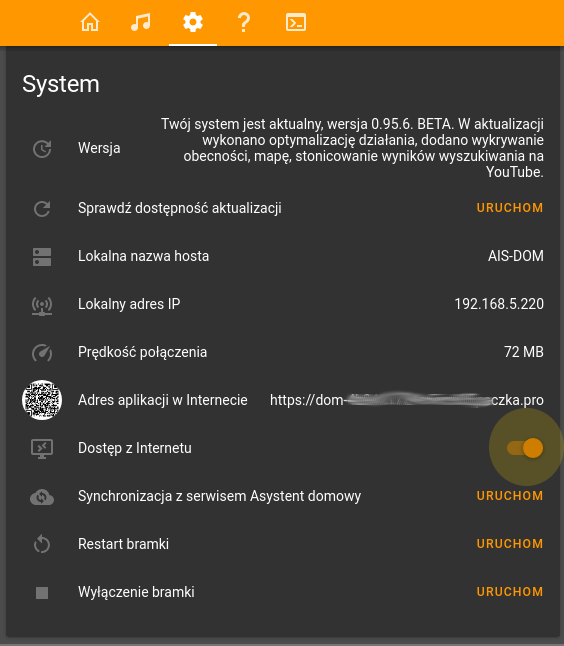 System
Wersja
Twój system jest aktualny, wersja 0.95.6. BETA. W aktualizacji
wykonano optymalizację działania, dodano wykrywanie
obecności, mapę, stonicowanie wyników wyszukiwania na
YouTube.
Sprawdź dostępność aktualizacji URUCHOM
Lokalna nazwa hosta AIS-DOM
Lokalny adres IP 192.168.5.220
Prędkość połączenia 72 MB
Adres aplikacji w Internecie https://dom- czka.pro
Dostęp z Internetu
Synchronizacja z serwisem Asystent domowy URUCHOM
Restart bramki URUCHOM
Wyłączenie bramki URUCHOM